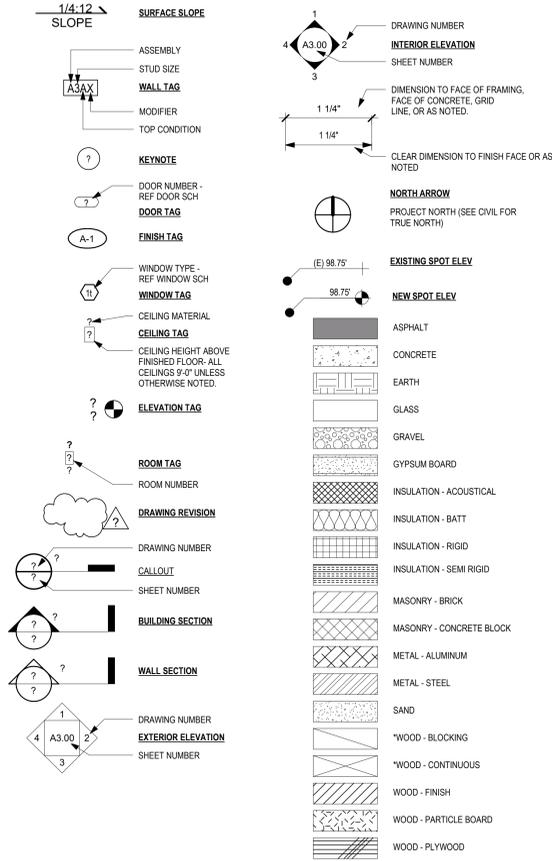 1/4:12
SLOPE
SURFACE SLOPE
ASSEMBLY
STUD SIZE
A3AX
WALL TAG
MODIFIER
TOP CONDITION
?
KEYNOTE
DOOR NUMBER -
REF DOOR SCH
?
DOOR TAG
A-1
FINISH TAG
WINDOW TYPE -
REF WINDOW SCH
1t
WINDOW TAG
CEILING MATERIAL
?
?
CEILING TAG
CEILING HEIGHT ABOVE
FINISHED FLOOR- ALL
CEILINGS 9'-0" UNLESS
OTHERWISE NOTED.
?
?
ELEVATION TAG
?
?
?
ROOM TAG
ROOM NUMBER
?
DRAWING REVISION
DRAWING NUMBER
?
?
?
CALLOUT
SHEET NUMBER
?
?
?
BUILDING SECTION
?
?
?
WALL SECTION
1
4 A3.00 2
3
DRAWING NUMBER
EXTERIOR ELEVATION
SHEET NUMBER
1
4 A3.00 2
3
DRAWING NUMBER
INTERIOR ELEVATION
SHEET NUMBER
1 1/4"
DIMENSION TO FACE OF FRAMING,
FACE OF CONCRETE, GRID
LINE, OR AS NOTED.
1 1/4"
CLEAR DIMENSION TO FINISH FACE OR AS
NOTED
NORTH ARROW
PROJECT NORTH (SEE CIVIL FOR
TRUE NORTH)
(E) 98.75'
EXISTING SPOT ELEV
98.75'
NEW SPOT ELEV
ASPHALT
CONCRETE
EARTH
GLASS
GRAVEL
GYPSUM BOARD
INSULATION - ACOUSTICAL
INSULATION - BATT
INSULATION - RIGID
INSULATION - SEMI RIGID
MASONRY - BRICK
MASONRY - CONCRETE BLOCK
METAL - ALUMINUM
METAL - STEEL
SAND
*WOOD - BLOCKING
*WOOD - CONTINUOUS
WOOD - FINISH
WOOD - PARTICLE BOARD
WOOD - PLYWOOD